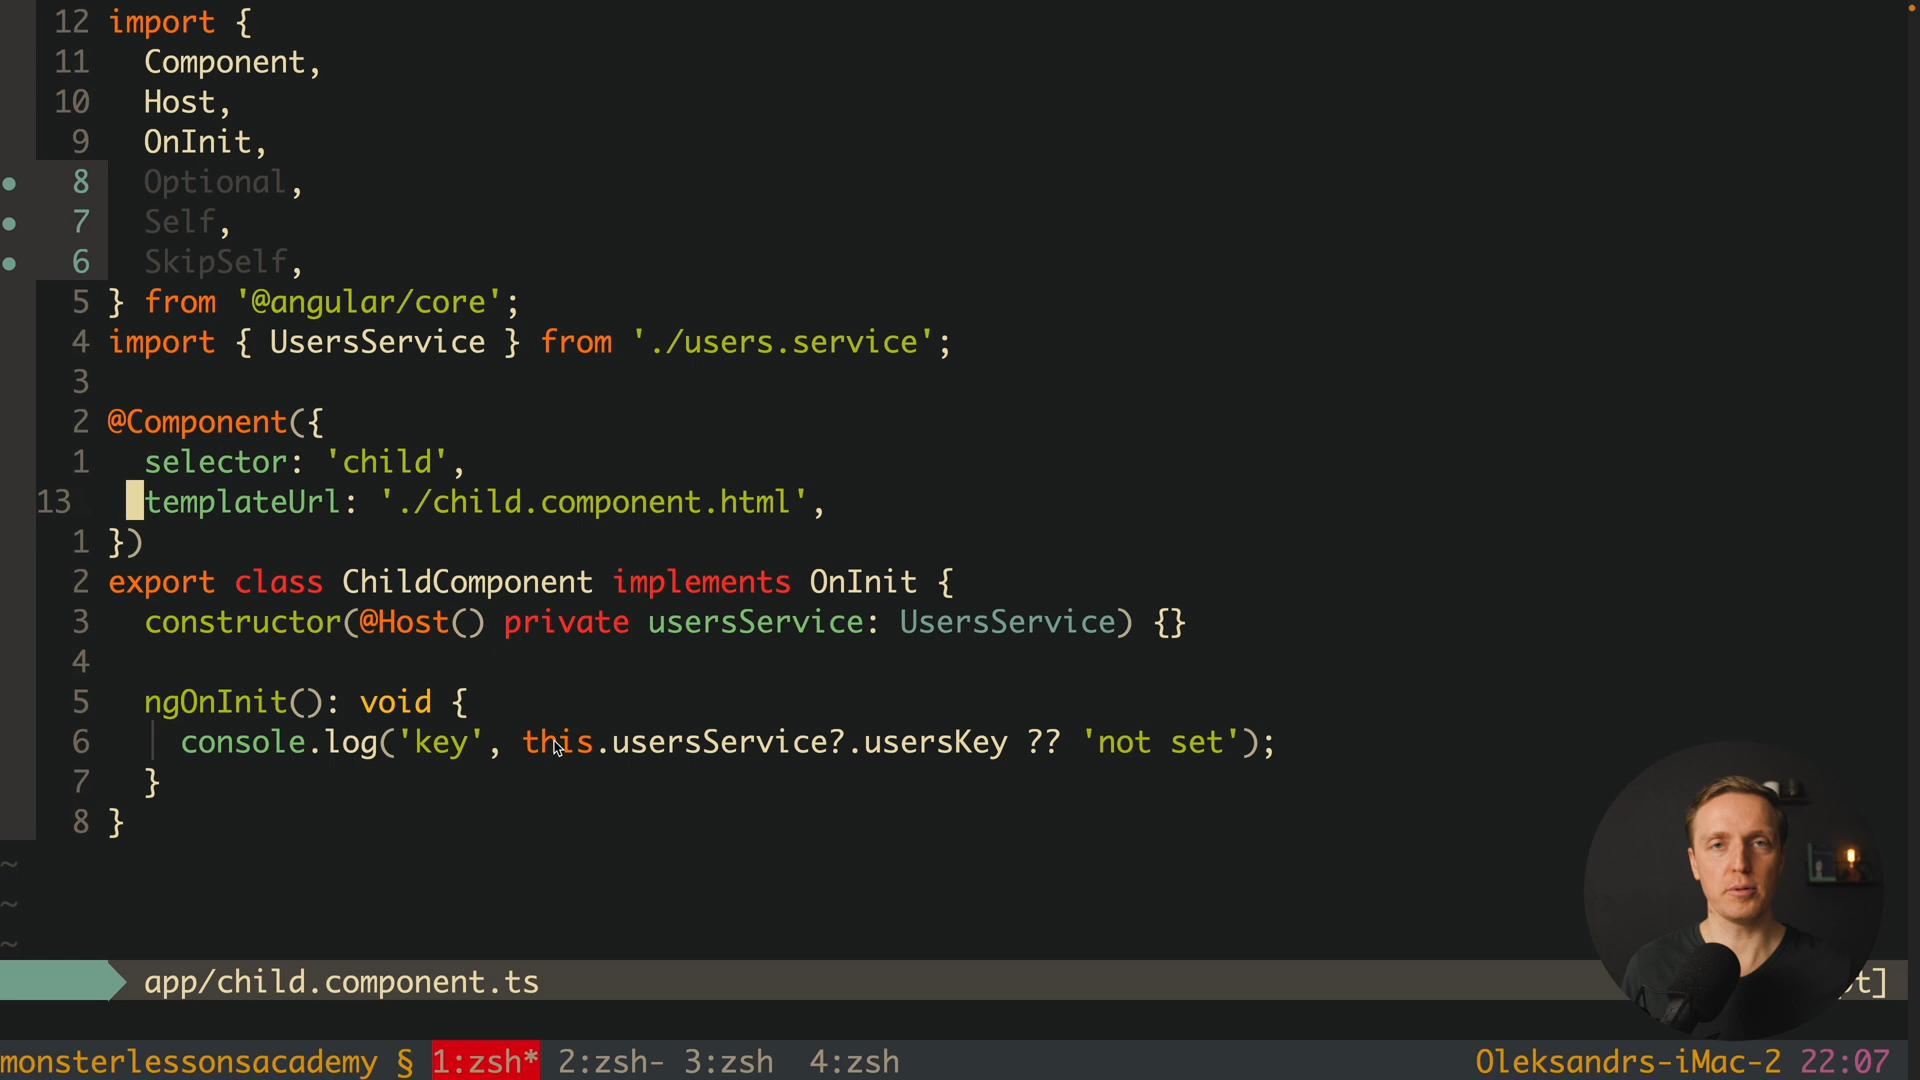 12 import {
11 Component,
10 Host,
9 OnInit,
8 Optional,
7 Self,
6 SkipSelf,
5 } from '@angular/core';
4 import { UsersService } from './users.service';
3
2 @Component({
1 selector: 'child',
13 templateUrl: './child.component.html',
1 })
2 export class ChildComponent implements OnInit {
3 constructor(@Host() private usersService: UsersService) {}
4
5 ngOnInit(): void {
6 console.log('key', this.usersService?.usersKey ?? 'not set');
7 }
8 }
~
~
~
app/child.component.ts t]
monsterlessonsacademy § 1:zsh* 2:zsh- 3:zsh 4:zsh Oleksandrs-iMac-2 22:07